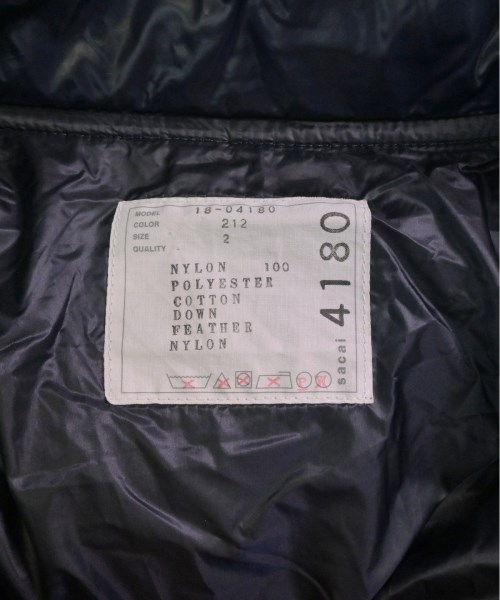 MODEL 18-04180
COLOR 212
SIZE 2
QUALITY
NYLON 100
POLYESTER
COTTON
DOWN
FEATHER
NYLON
sacai 4180